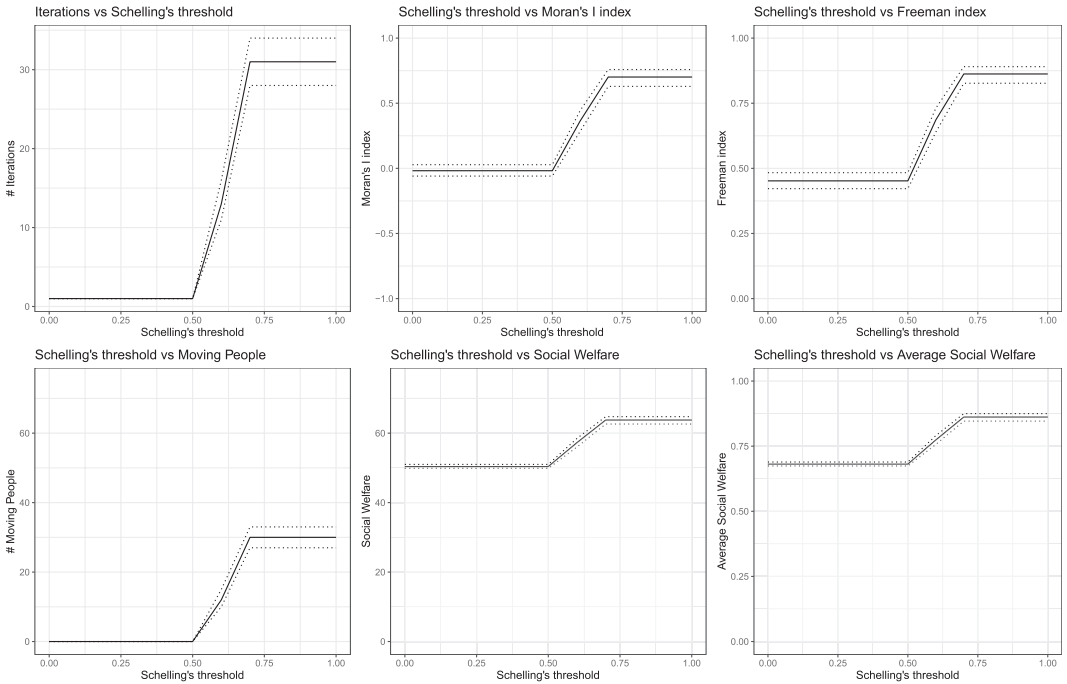 Iterations vs Schelling's threshold
# Iterations
30
20
10
0
0.00 0.25 0.50 0.75 1.00
Schelling's threshold
Schelling's threshold vs Moran's I index
Moran's I index
1.0
0.5
0.0
−0.5
−1.0
0.00 0.25 0.50 0.75 1.00
Schelling's threshold
Schelling's threshold vs Freeman index
Freeman index
1.00
0.75
0.50
0.25
0.00
0.00 0.25 0.50 0.75 1.00
Schelling's threshold
Schelling's threshold vs Moving People
# Moving People
60
40
20
0
0.00 0.25 0.50 0.75 1.00
Schelling's threshold
Schelling's threshold vs Social Welfare
Social Welfare
60
40
20
0
0.00 0.25 0.50 0.75 1.00
Schelling's threshold
Schelling's threshold vs Average Social Welfare
Average Social Welfare
1.00
0.75
0.50
0.25
0.00
0.00 0.25 0.50 0.75 1.00
Schelling's threshold